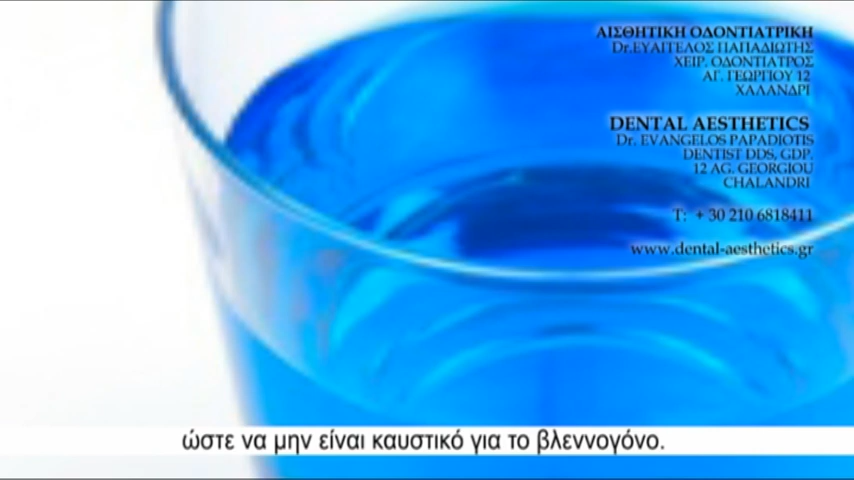 ΑΙΣΘΗΤΙΚΗ ΟΔΟΝΤΙΑΤΡΙΚΗ
Dr.ΕΥΑΓΓΕΛΟΣ ΠΑΠΑΔΙΩΤΗΣ
ΧΕΙΡ. ΟΔΟΝΤΙΑΤΡΟΣ
ΑΓ. ΓΕΩΡΓΙΟΥ 12
ΧΑΛΑΝΔΡΙ
DENTAL AESTHETICS
Dr. EVANGELOS PAPADIOTIS
DENTIST DDS, GDP.
12 AG. GEORGIOU
CHALANDRI
T: + 30 210 6818411
www.dental-aesthetics.gr
ώστε να μην είναι καυστικό για το βλεννογόνο.